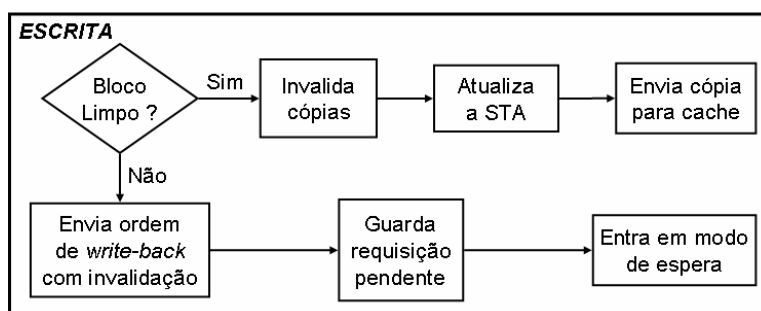 ESCRITA
Bloco
Limpo ?
Sim
Invalida
cópias
Atualiza
a STA
Envia cópia
para cache
Não
Envia ordem
de write-back
com invalidação
Guarda
requisição
pendente
Entra em modo
de espera